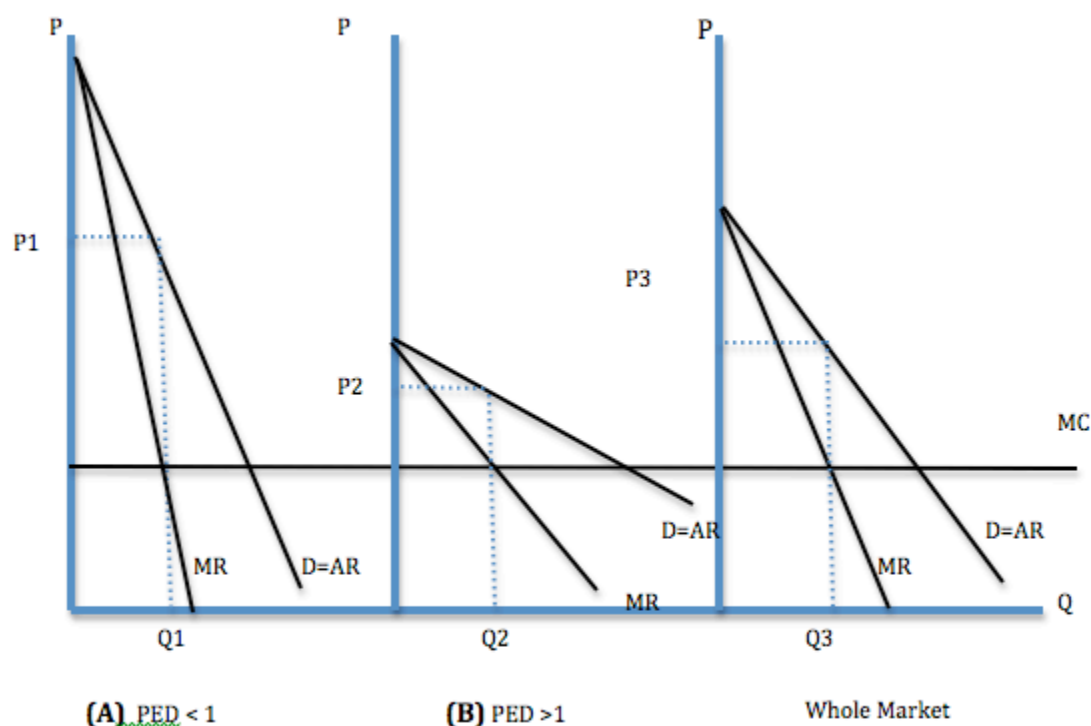 P P P
P1
P3
P2
MC
MR D=AR
D=AR
MR
MR D=AR
Q
Q1 Q2 Q3
(A) PED < 1 (B) PED >1 Whole Market